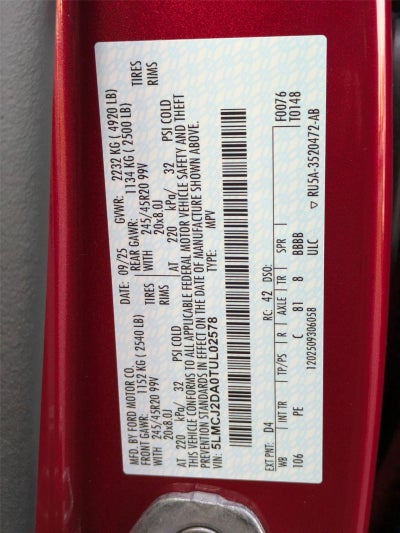 MFD. BY FORD MOTOR CO. DATE: 09/25 GVWR: 2232 KG ( 4920 LB)
FRONT GAWR: 1152 KG ( 2540 LB) REAR GAWR: 1134 KG ( 2500 LB)
WITH 245/45R20 99V TIRES WITH 245/45R20 99V TIRES
20x8.0J RIMS 20x8.0J RIMS
AT 220 kPa/ 32 PSI COLD AT 220 kPa/ 32 PSI COLD
THIS VEHICLE CONFORMS TO ALL APPLICABLE FEDERAL MOTOR VEHICLE SAFETY AND THEFT
PREVENTION STANDARDS IN EFFECT ON THE DATE OF MANUFACTURE SHOWN ABOVE.
VIN: 5LMCJ2DA0TUL02578 TYPE: MPV
F0076
T0148
EXT PNT: D4 RC: 42 DSO:
WB INT TR TP/PS R AXLE TR SPR
106 PE C 81 8 BBBB
1202509306058 ULC ▽ RU5A-3520472-AB